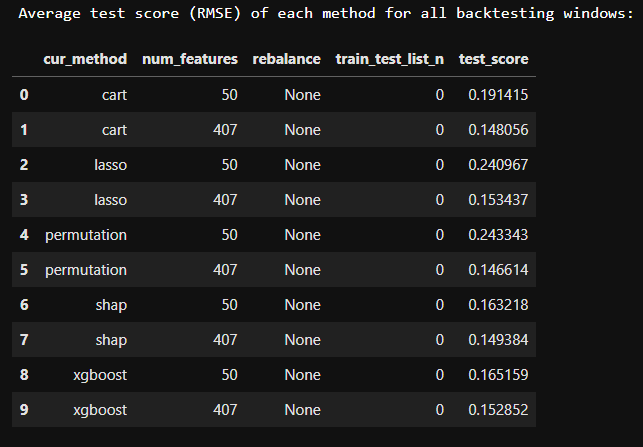 Average test score (RMSE) of each method for all backtesting windows:
cur_method num_features rebalance train_test_list_n test_score
0 cart 50 None 0 0.191415
1 cart 407 None 0 0.148056
2 lasso 50 None 0 0.240967
3 lasso 407 None 0 0.153437
4 permutation 50 None 0 0.243343
5 permutation 407 None 0 0.146614
6 shap 50 None 0 0.163218
7 shap 407 None 0 0.149384
8 xgboost 50 None 0 0.165159
9 xgboost 407 None 0 0.152852